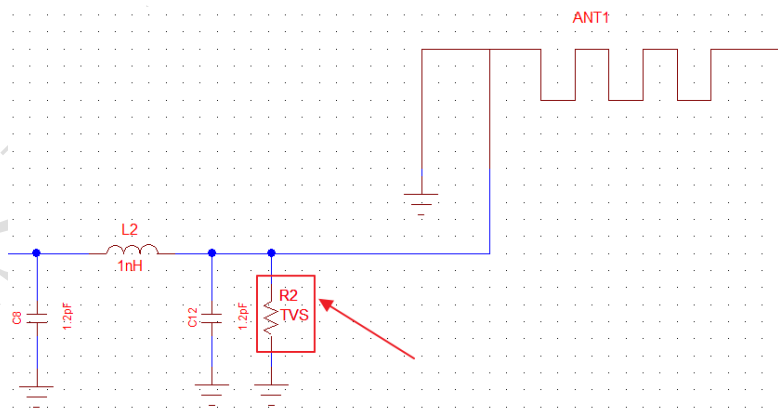 ANT1
L2
1nH
C8
1.2pF
C12
1.2pF
R2
TVS